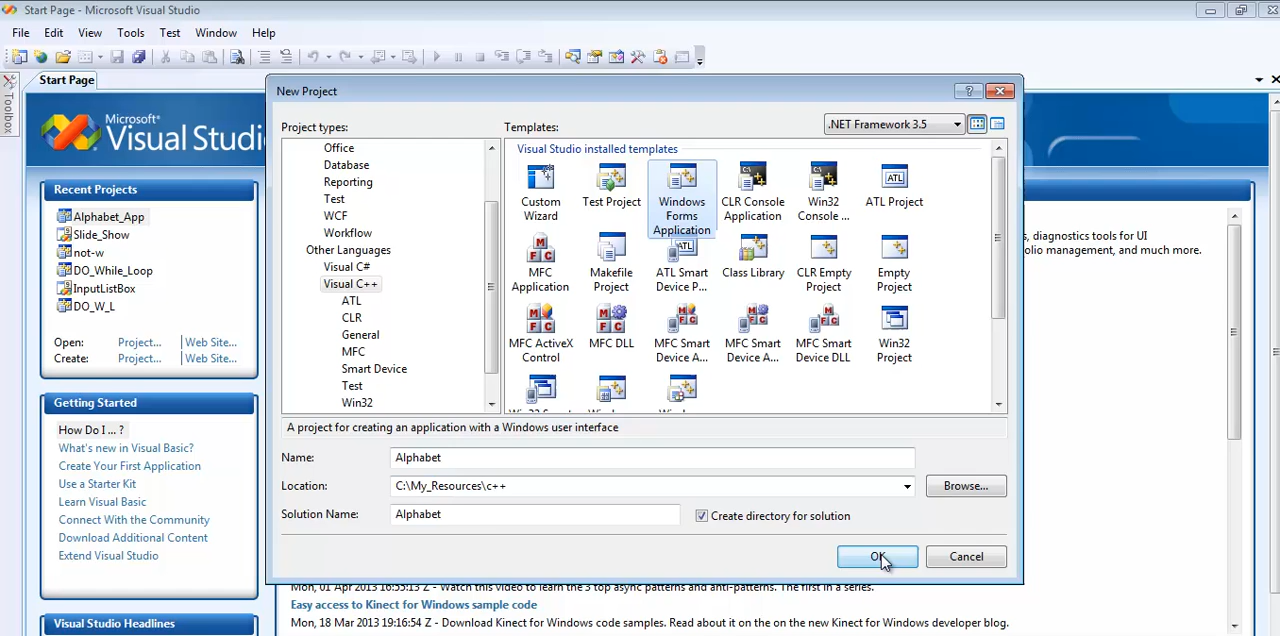 Start Page - Microsoft Visual Studio
File Edit View Tools Test Window Help
Toolbox
Start Page
Microsoft®
Visual Studi
Recent Projects
Alphabet_App
Slide_Show
not-w
DO_While_Loop
InputListBox
DO_W_L
Open: Project... Web Site...
Create: Project... Web Site...
Getting Started
How Do I ... ?
What's new in Visual Basic?
Create Your First Application
Use a Starter Kit
Learn Visual Basic
Connect With the Community
Download Additional Content
Extend Visual Studio
Visual Studio Headlines
New Project
Project types:
Office
Database
Reporting
Test
WCF
Workflow
Other Languages
Visual C#
Visual C++
ATL
CLR
General
MFC
Smart Device
Test
Win32
Templates:
.NET Framework 3.5
Visual Studio installed templates
Custom Wizard
Test Project
Windows Forms Application
CLR Console Application
Win32 Console ...
ATL Project
MFC Application
Makefile Project
ATL Smart Device P...
Class Library
CLR Empty Project
Empty Project
MFC ActiveX Control
MFC DLL
MFC Smart Device A...
MFC Smart Device A...
MFC Smart Device DLL
Win32 Project
A project for creating an application with a Windows user interface
Name: Alphabet
Location: C:\My_Resources\c++
Browse...
Solution Name: Alphabet
Create directory for solution
OK
Cancel
s, diagnostics tools for UI
folio management, and much more.
Mon, 01 Apr 2013 16:55:13 Z - Watch this video to learn the 3 top async patterns and anti-patterns. The first in a series.
Easy access to Kinect for Windows sample code
Mon, 18 Mar 2013 19:16:54 Z - Download Kinect for Windows code samples. Read about it on the on the new Kinect for Windows developer blog.